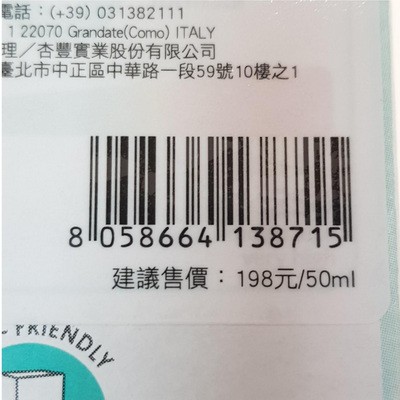 電話：(+39) 031382111
1 22070 Grandate(Como) ITALY
理／杏豐實業股份有限公司
臺北市中正區中華路一段59號10樓之1
8 058664 138715
建議售價：198元/50ml
FRIENDLY